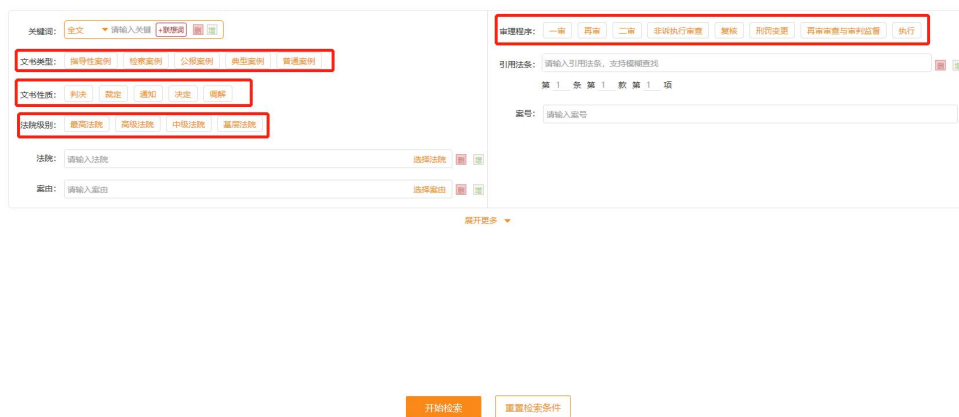 关键词： 全文 请输入关键 +联想词 删 增
文书类型： 指导性案例 检察案例 公报案例 典型案例 普通案例
文书性质： 判决 裁定 通知 决定 调解
法院级别： 最高法院 高级法院 中级法院 基层法院
法院： 请输入法院 选择法院 删 增
案由： 请输入案由 选择案由 删 增
审理程序： 一审 再审 二审 非诉执行审查 复核 刑罚变更 再审审查与审判监督 执行
引用法条： 请输入引用法条，支持模糊查找 删
第 1 条 第 1 款 第 1 项
案号： 请输入案号
展开更多
开始检索 重置检索条件